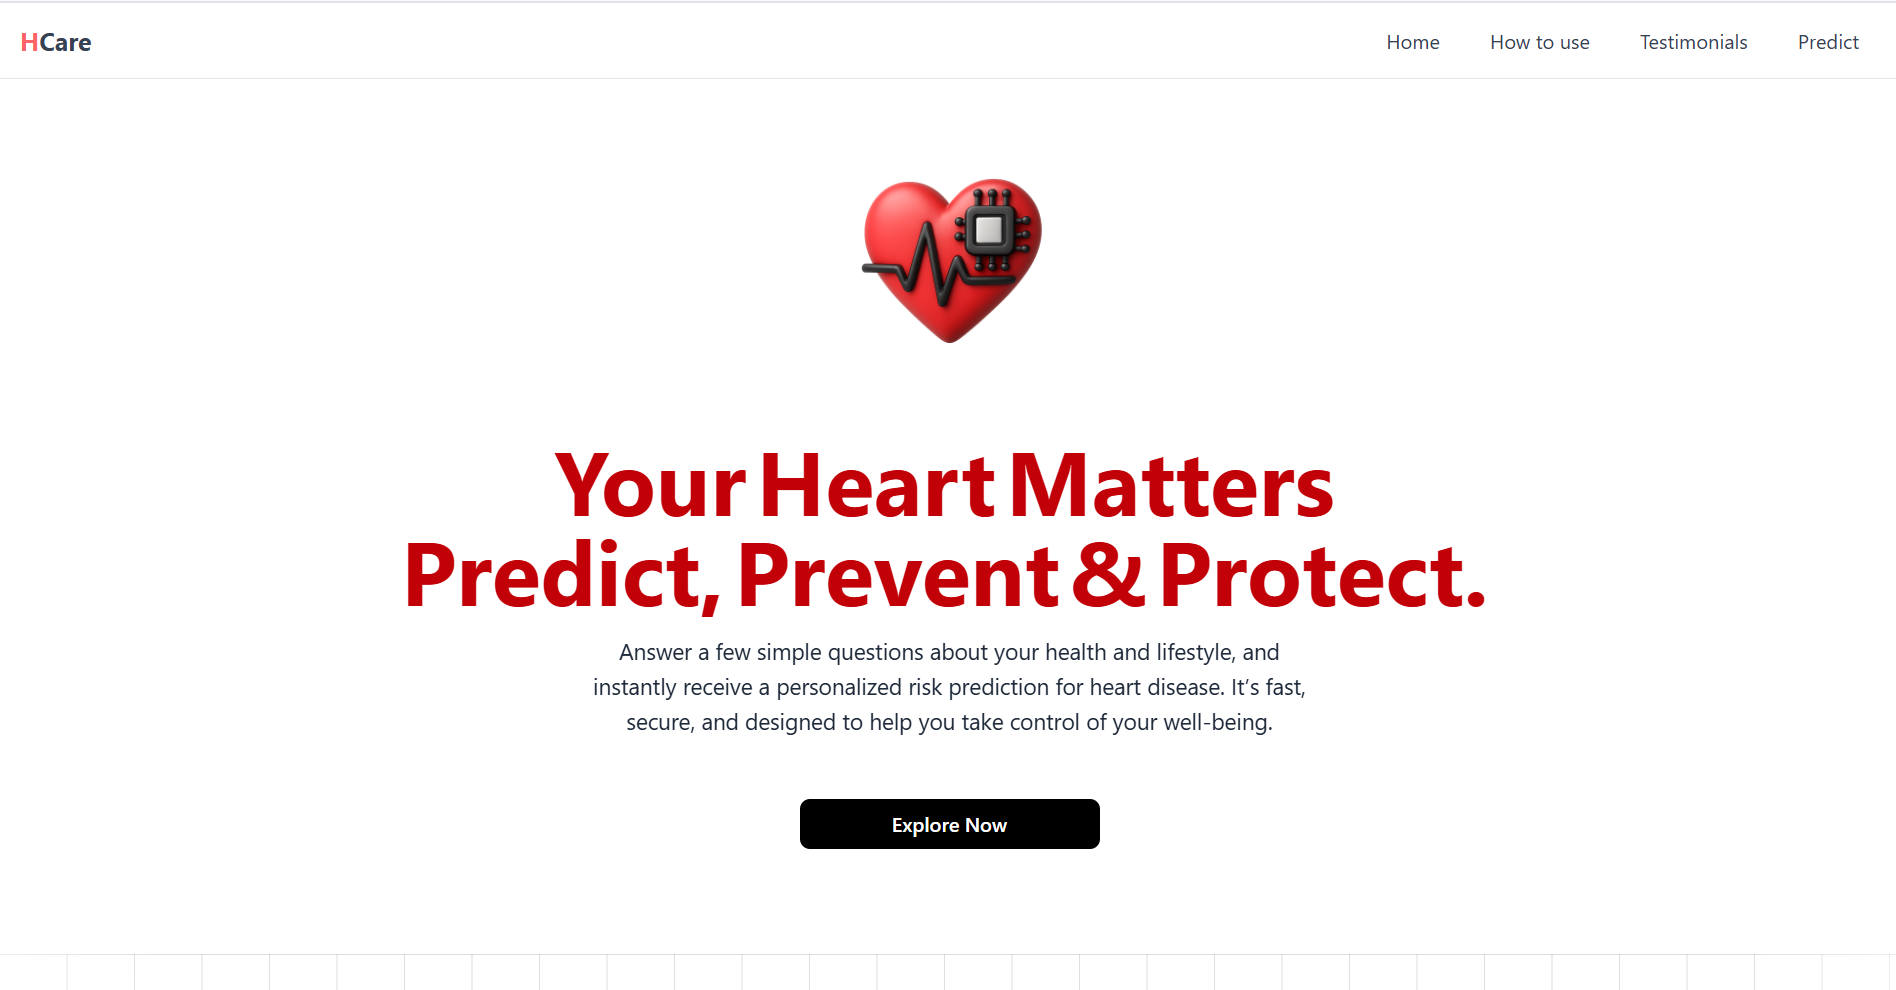 HCare
Home
How to use
Testimonials
Predict
Your Heart Matters
Predict, Prevent & Protect.
Answer a few simple questions about your health and lifestyle, and
instantly receive a personalized risk prediction for heart disease. It’s fast,
secure, and designed to help you take control of your well-being.
Explore Now